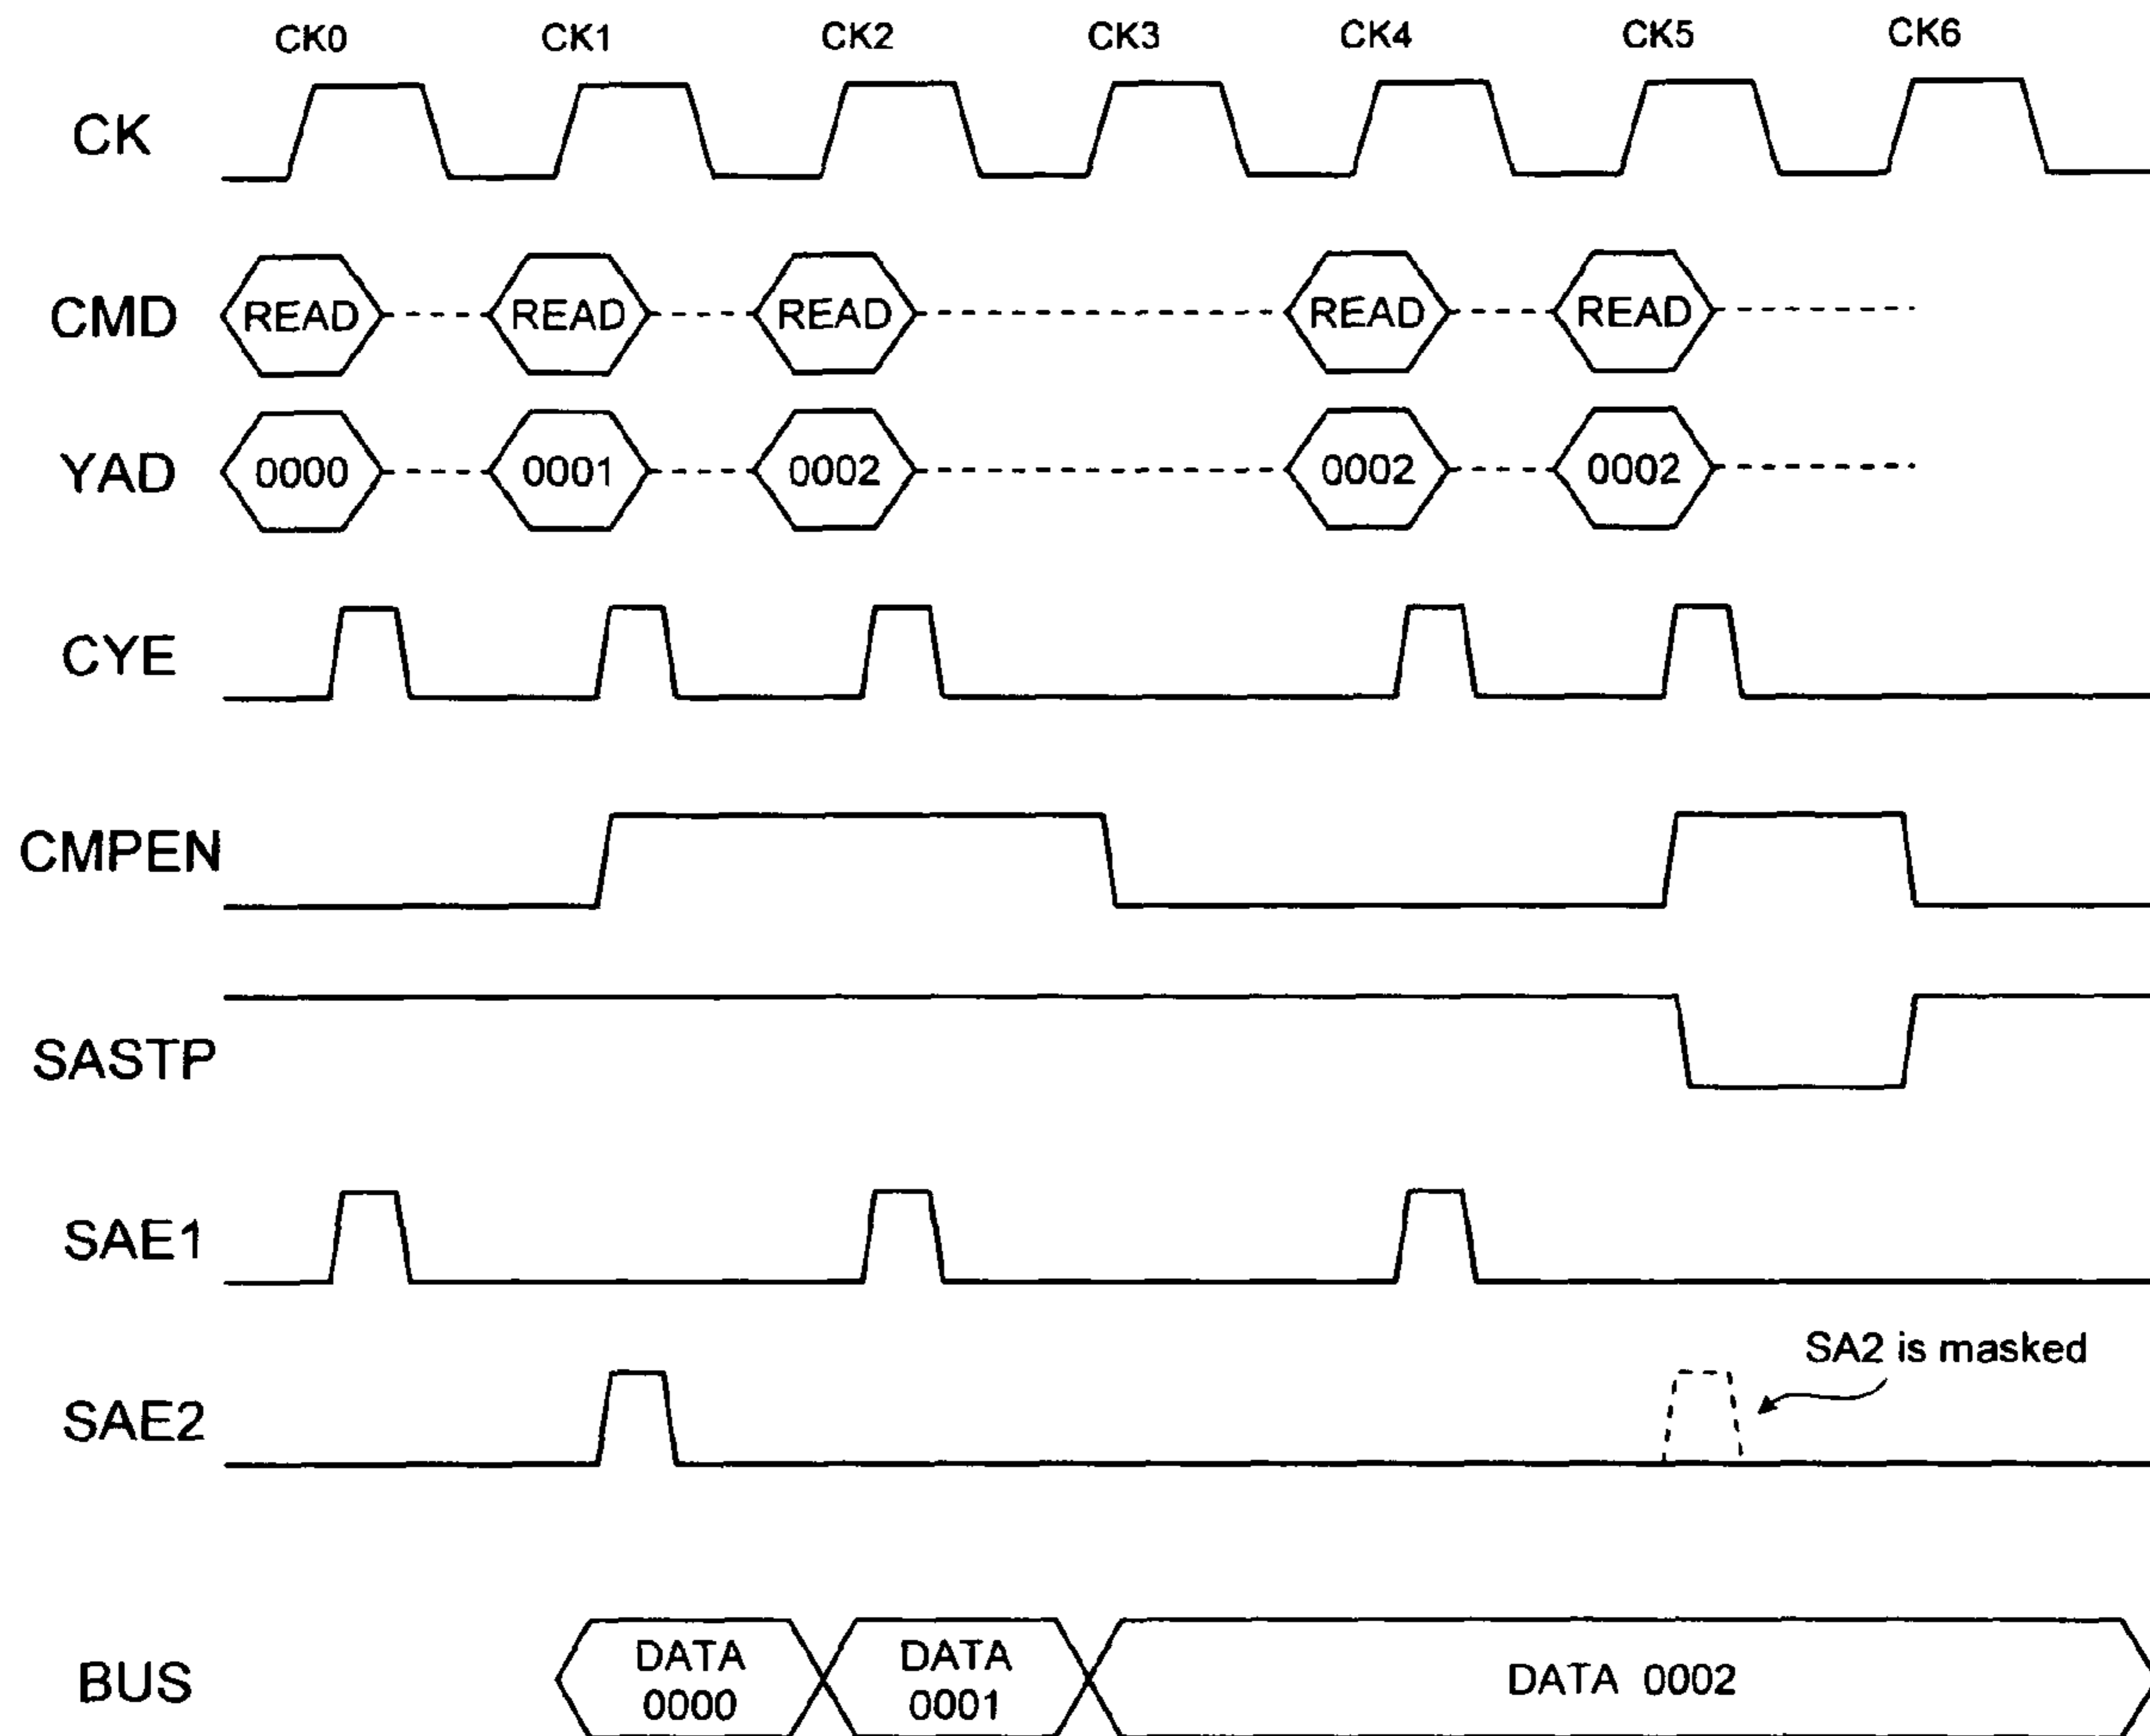 CK0 CK1 CK2 CK3 CK4 CK5 CK6
CK
CMD READ READ READ READ READ
YAD 0000 0001 0002 0002 0002
CYE
CMPEN
SASTP
SAE1
SA2 is masked
SAE2
BUS
DATA 0000
DATA 0001
DATA 0002